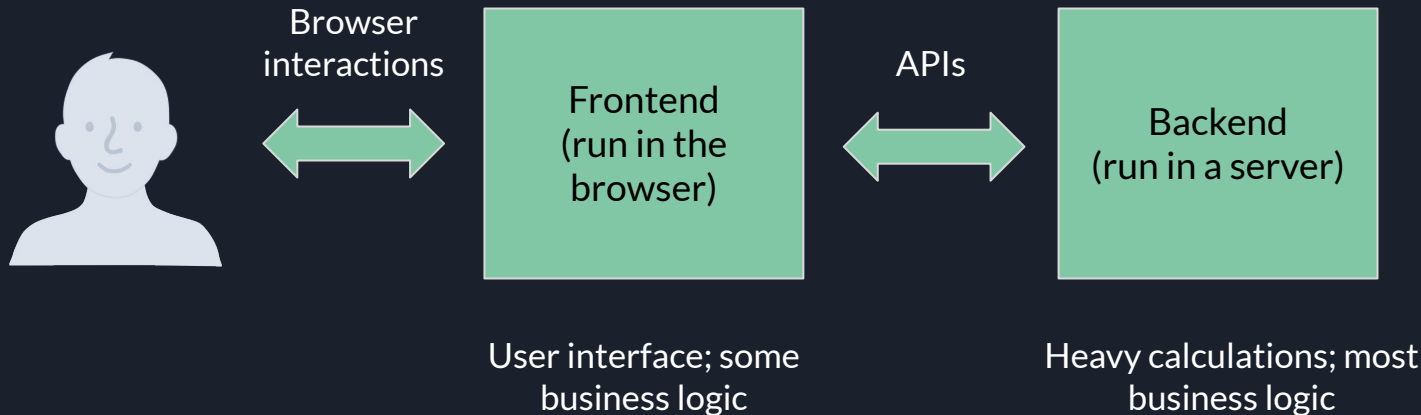 Browser
interactions
Frontend
(run in the
browser)
APIs
Backend
(run in a server)
User interface; some
business logic
Heavy calculations; most
business logic